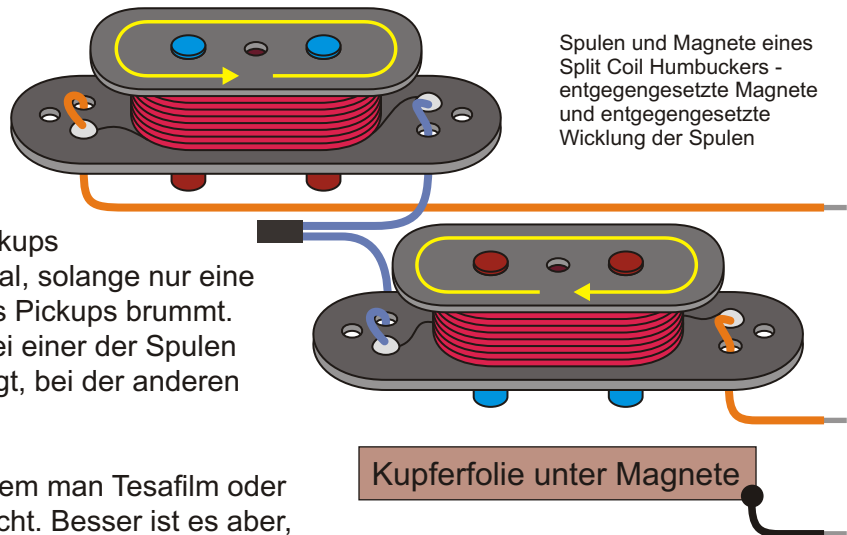 Spulen und Magnete eines
Split Coil Humbuckers -
entgegengesetzte Magnete
und entgegengesetzte
Wicklung der Spulen
ckups
al, solange nur eine
s Pickups brummt.
ei einer der Spulen
gt, bei der anderen
em man Tesafilm oder
cht. Besser ist es aber,
Kupferfolie unter Magnete